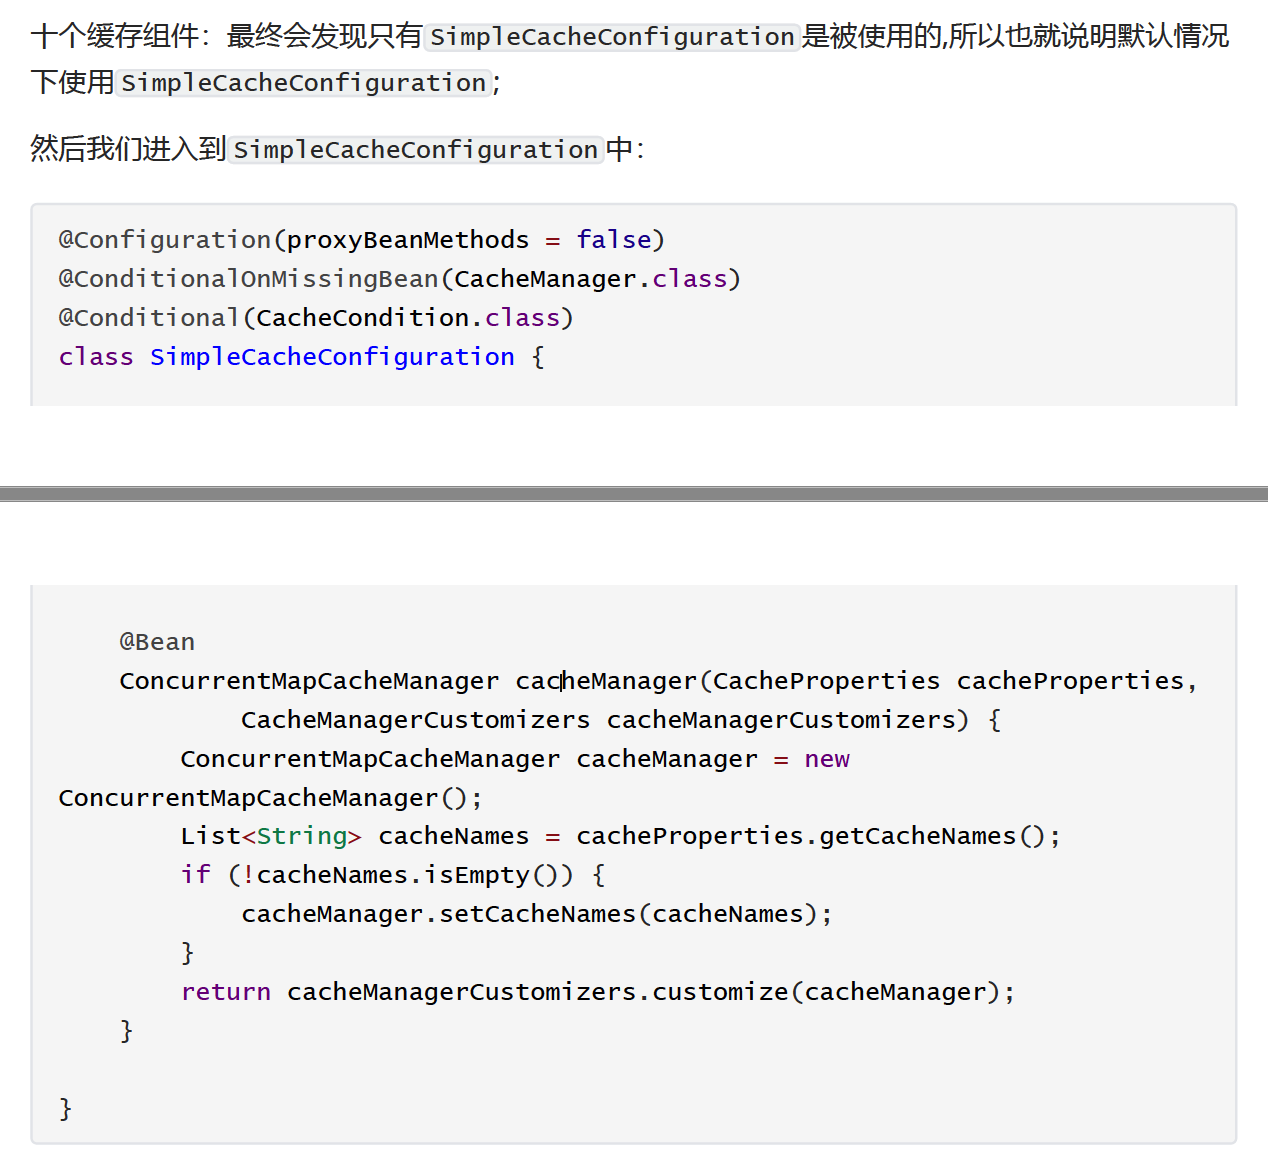 十个缓存组件：最终会发现只有SimpleCacheConfiguration是被使用的,所以也就说明默认情况
下使用SimpleCacheConfiguration;
然后我们进入到SimpleCacheConfiguration中：
@Configuration(proxyBeanMethods = false)
@ConditionalOnMissingBean(CacheManager.class)
@Conditional(CacheCondition.class)
class SimpleCacheConfiguration {
    @Bean
    ConcurrentMapCacheManager cacheManager(CacheProperties cacheProperties,
            CacheManagerCustomizers cacheManagerCustomizers) {
        ConcurrentMapCacheManager cacheManager = new
ConcurrentMapCacheManager();
        List<String> cacheNames = cacheProperties.getCacheNames();
        if (!cacheNames.isEmpty()) {
            cacheManager.setCacheNames(cacheNames);
        }
        return cacheManagerCustomizers.customize(cacheManager);
    }
}